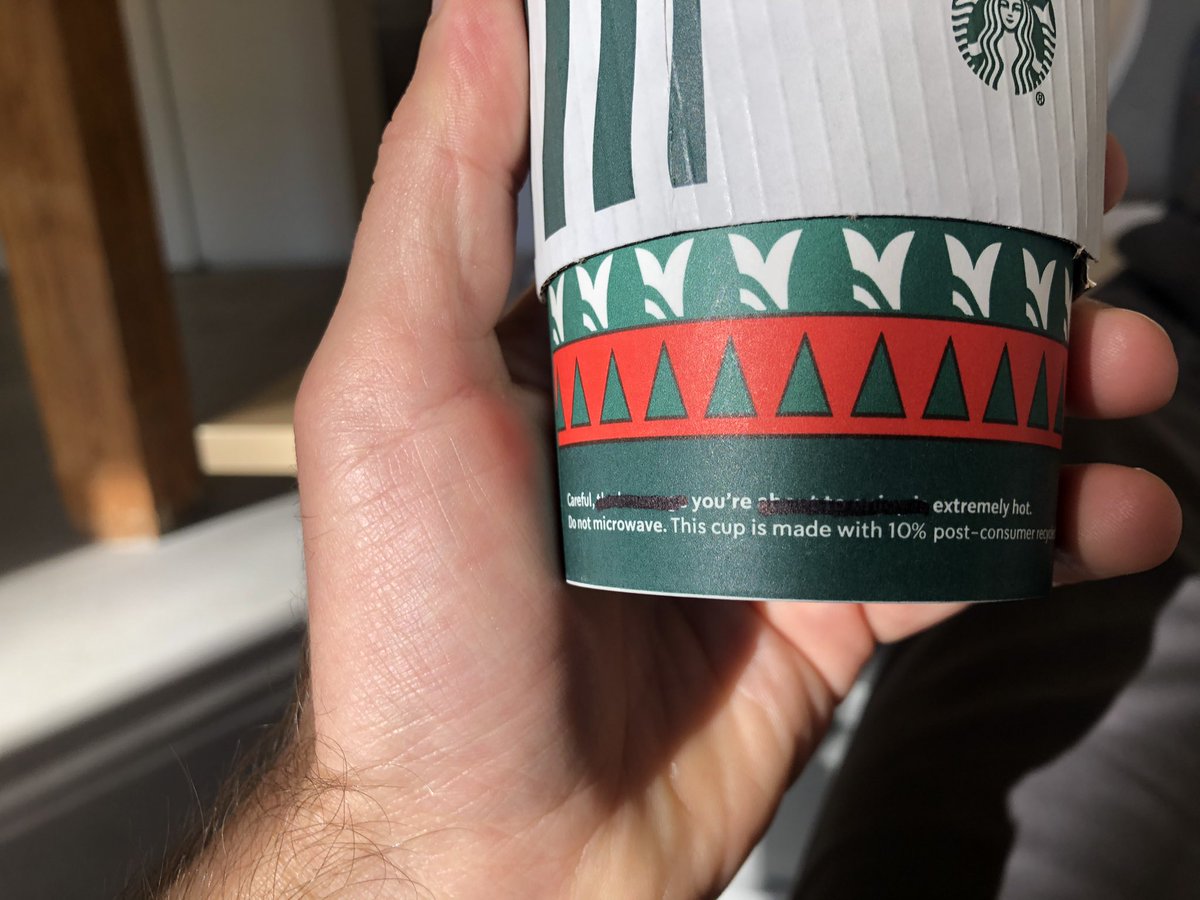 Careful, you're extremely hot.
Do not microwave. This cup is made with 10% post-consumer